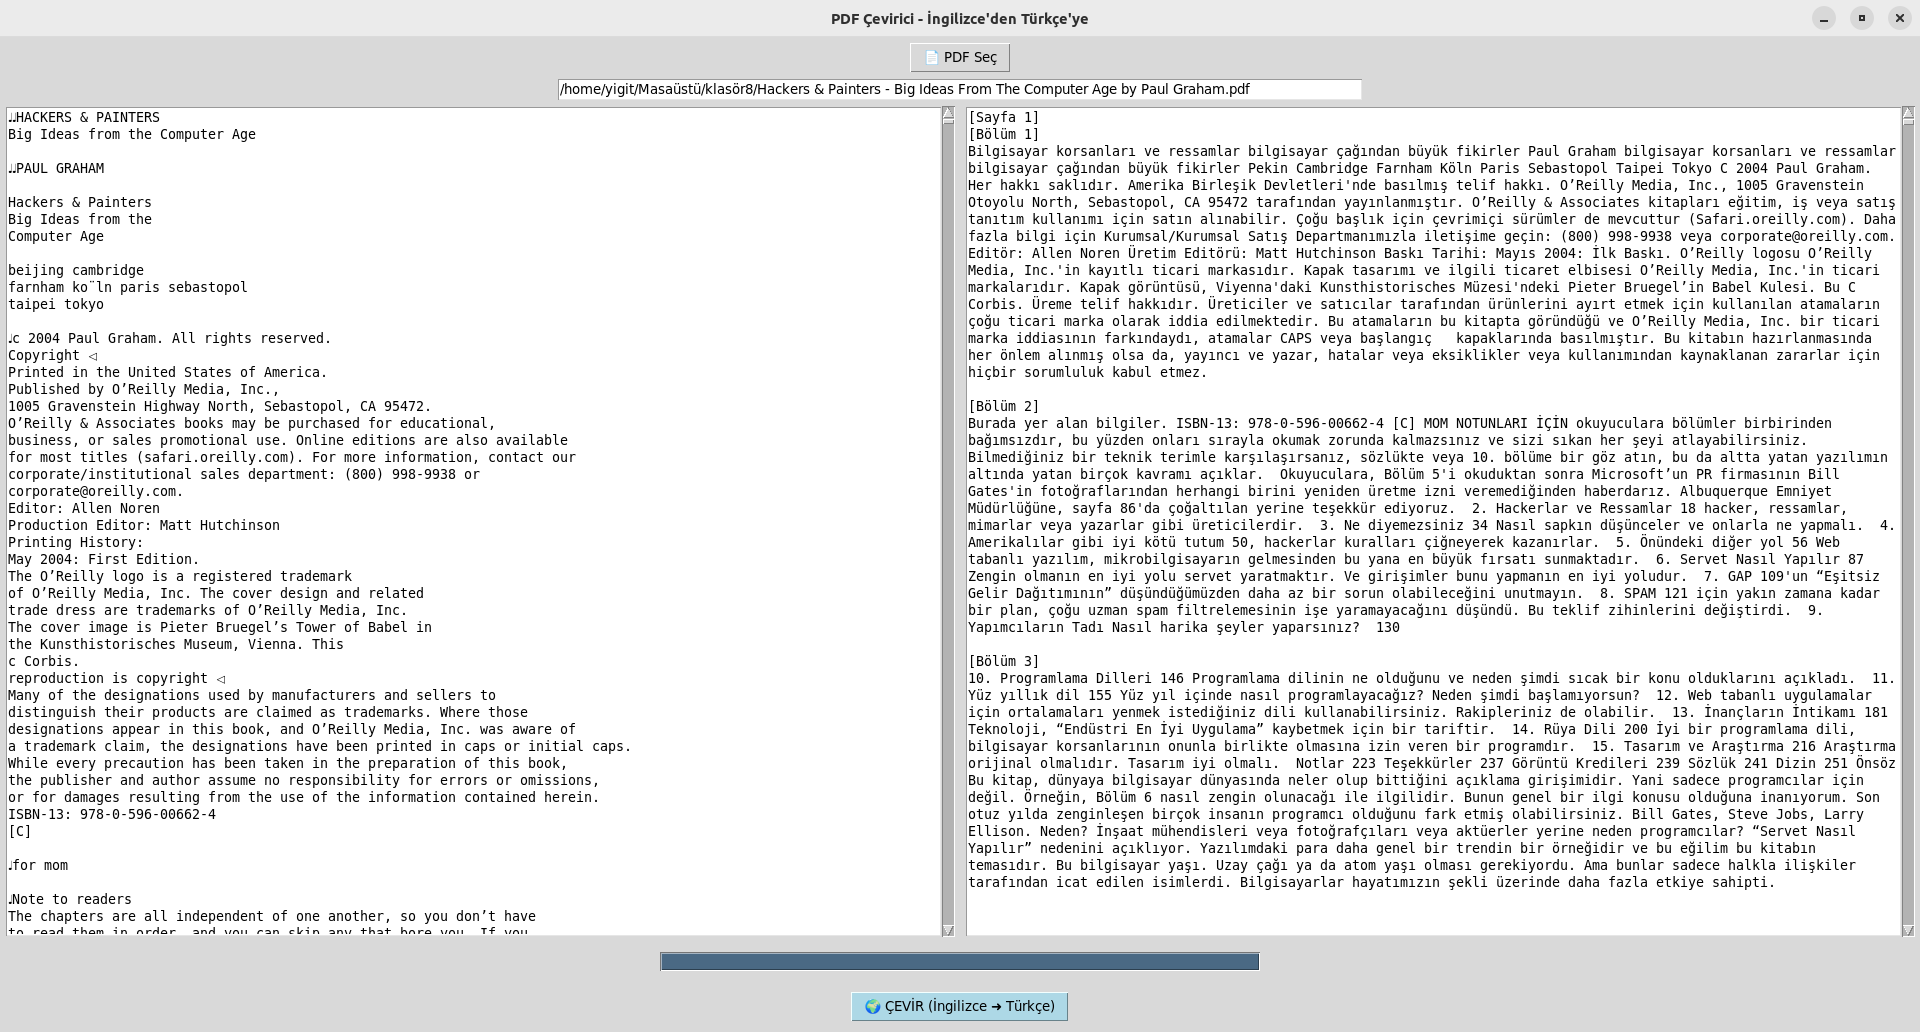 PDF Çevirici - İngilizce'den Türkçe'ye
PDF Seç
/home/yigit/Masaüstü/klasör8/Hackers & Painters - Big Ideas From The Computer Age by Paul Graham.pdf
HACKERS & PAINTERS
Big Ideas from the Computer Age
PAUL GRAHAM
Hackers & Painters
Big Ideas from the
Computer Age
beijing cambridge
farnham ko¨ln paris sebastopol
taipei tokyo
c 2004 Paul Graham. All rights reserved.
Copyright ◁
Printed in the United States of America.
Published by O’Reilly Media, Inc.,
1005 Gravenstein Highway North, Sebastopol, CA 95472.
O’Reilly & Associates books may be purchased for educational,
business, or sales promotional use. Online editions are also available
for most titles (safari.oreilly.com). For more information, contact our
corporate/institutional sales department: (800) 998-9938 or
corporate@oreilly.com.
Editor: Allen Noren
Production Editor: Matt Hutchinson
Printing History:
May 2004: First Edition.
The O’Reilly logo is a registered trademark
of O’Reilly Media, Inc. The cover design and related
trade dress are trademarks of O’Reilly Media, Inc.
The cover image is Pieter Bruegel’s Tower of Babel in
the Kunsthistorisches Museum, Vienna. This
c Corbis.
reproduction is copyright ◁
Many of the designations used by manufacturers and sellers to
distinguish their products are claimed as trademarks. Where those
designations appear in this book, and O’Reilly Media, Inc. was aware of
a trademark claim, the designations have been printed in caps or initial caps.
While every precaution has been taken in the preparation of this book,
the publisher and author assume no responsibility for errors or omissions,
or for damages resulting from the use of the information contained herein.
ISBN-13: 978-0-596-00662-4
[C]
for mom
Note to readers
The chapters are all independent of one another, so you don’t have
to read them in order, and you can skip any that bore you. If you
[Sayfa 1]
[Bölüm 1]
Bilgisayar korsanları ve ressamlar bilgisayar çağından büyük fikirler Paul Graham bilgisayar korsanları ve ressamlar
bilgisayar çağından büyük fikirler Pekin Cambridge Farnham Köln Paris Sebastopol Taipei Tokyo C 2004 Paul Graham.
Her hakkı saklıdır. Amerika Birleşik Devletleri'nde basılmış telif hakkı. O’Reilly Media, Inc., 1005 Gravenstein
Otoyolu North, Sebastopol, CA 95472 tarafından yayınlanmıştır. O’Reilly & Associates kitapları eğitim, iş veya satış
tanıtım kullanımı için satın alınabilir. Çoğu başlık için çevrimiçi sürümler de mevcuttur (Safari.oreilly.com). Daha
fazla bilgi için Kurumsal/Kurumsal Satış Departmanımızla iletişime geçin: (800) 998-9938 veya corporate@oreilly.com.
Editör: Allen Noren Üretim Editörü: Matt Hutchinson Baskı Tarihi: Mayıs 2004: İlk Baskı. O’Reilly logosu O’Reilly
Media, Inc.'in kayıtlı ticari markasıdır. Kapak tasarımı ve ilgili ticaret elbisesi O’Reilly Media, Inc.'in ticari
markalarıdır. Kapak görüntüsü, Viyenna'daki Kunsthistorisches Müzesi'ndeki Pieter Bruegel’in Babel Kulesi. Bu C
Corbis. Üreme telif hakkıdır. Üreticiler ve satıcılar tarafından ürünlerini ayırt etmek için kullanılan atamaların
çoğu ticari marka olarak iddia edilmektedir. Bu atamaların bu kitapta göründüğü ve O’Reilly Media, Inc. bir ticari
marka iddiasının farkındaydı, atamalar CAPS veya başlangıç   kapaklarında basılmıştır. Bu kitabın hazırlanmasında
her önlem alınmış olsa da, yayıncı ve yazar, hatalar veya eksiklikler veya kullanımından kaynaklanan zararlar için
hiçbir sorumluluk kabul etmez.
[Bölüm 2]
Burada yer alan bilgiler. ISBN-13: 978-0-596-00662-4 [C] MOM NOTUNLARI İÇİN okuyuculara bölümler birbirinden
bağımsızdır, bu yüzden onları sırayla okumak zorunda kalmazsınız ve sizi sıkan her şeyi atlayabilirsiniz.
Bilmediğiniz bir teknik terimle karşılaşırsanız, sözlükte veya 10. bölüme bir göz atın, bu da altta yatan yazılımın
altında yatan birçok kavramı açıklar.  Okuyuculara, Bölüm 5'i okuduktan sonra Microsoft’un PR firmasının Bill
Gates'in fotoğraflarından herhangi birini yeniden üretme izni veremediğinden haberdarız. Albuquerque Emniyet
Müdürlüğüne, sayfa 86'da çoğaltılan yerine teşekkür ediyoruz.  2. Hackerlar ve Ressamlar 18 hacker, ressamlar,
mimarlar veya yazarlar gibi üreticilerdir.  3. Ne diyemezsiniz 34 Nasıl sapkın düşünceler ve onlarla ne yapmalı.  4.
Amerikalılar gibi iyi kötü tutum 50, hackerlar kuralları çiğneyerek kazanırlar.  5. Önündeki diğer yol 56 Web
tabanlı yazılım, mikrobilgisayarın gelmesinden bu yana en büyük fırsatı sunmaktadır.  6. Servet Nasıl Yapılır 87
Zengin olmanın en iyi yolu servet yaratmaktır. Ve girişimler bunu yapmanın en iyi yoludur.  7. GAP 109'un “Eşitsiz
Gelir Dağıtımının” düşündüğümüzden daha az bir sorun olabileceğini unutmayın.  8. SPAM 121 için yakın zamana kadar
bir plan, çoğu uzman spam filtrelemesinin işe yaramayacağını düşündü. Bu teklif zihinlerini değiştirdi.  9.
Yapımcıların Tadı Nasıl harika şeyler yaparsınız?  130
[Bölüm 3]
10. Programlama Dilleri 146 Programlama dilinin ne olduğunu ve neden şimdi sıcak bir konu olduklarını açıkladı.  11.
Yüz yıllık dil 155 Yüz yıl içinde nasıl programlayacağız? Neden şimdi başlamıyorsun?  12. Web tabanlı uygulamalar
için ortalamaları yenmek istediğiniz dili kullanabilirsiniz. Rakipleriniz de olabilir.  13. İnançların İntikamı 181
Teknoloji, “Endüstri En İyi Uygulama” kaybetmek için bir tariftir.  14. Rüya Dili 200 İyi bir programlama dili,
bilgisayar korsanlarının onunla birlikte olmasına izin veren bir programdır.  15. Tasarım ve Araştırma 216 Araştırma
orijinal olmalıdır. Tasarım iyi olmalı.  Notlar 223 Teşekkürler 237 Görüntü Kredileri 239 Sözlük 241 Dizin 251 Önsöz
Bu kitap, dünyaya bilgisayar dünyasında neler olup bittiğini açıklama girişimidir. Yani sadece programcılar için
değil. Örneğin, Bölüm 6 nasıl zengin olunacağı ile ilgilidir. Bunun genel bir ilgi konusu olduğuna inanıyorum. Son
otuz yılda zenginleşen birçok insanın programcı olduğunu fark etmiş olabilirsiniz. Bill Gates, Steve Jobs, Larry
Ellison. Neden? İnşaat mühendisleri veya fotoğrafçıları veya aktüerler yerine neden programcılar? “Servet Nasıl
Yapılır” nedenini açıklıyor. Yazılımdaki para daha genel bir trendin bir örneğidir ve bu eğilim bu kitabın
temasıdır. Bu bilgisayar yaşı. Uzay çağı ya da atom yaşı olması gerekiyordu. Ama bunlar sadece halkla ilişkiler
tarafından icat edilen isimlerdi. Bilgisayarlar hayatımızın şekli üzerinde daha fazla etkiye sahipti.
ÇEVİR (İngilizce ➜ Türkçe)